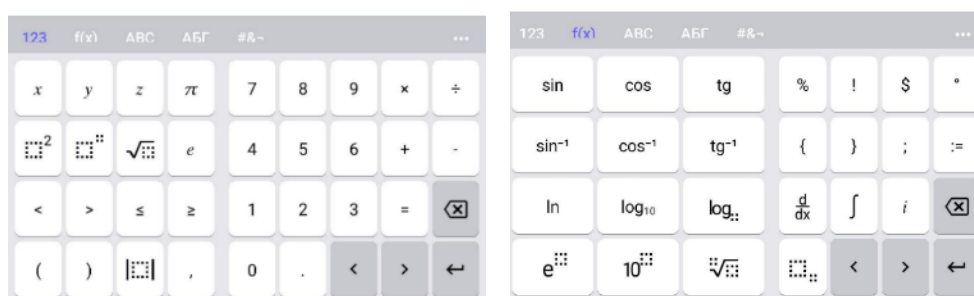 123 f(x) ABC АБГ #&¬ ...
x y z π 7 8 9 × ÷
□² □^□ √□ e 4 5 6 + -
< > ≤ ≥ 1 2 3 =
( ) |□| , 0 . < >
123 f(x) ABC АБГ #&¬ ...
sin cos tg % ! $ °
sin⁻¹ cos⁻¹ tg⁻¹ { } ; :=
ln log₁₀ log□ d/dx ∫ i
e^□ 10^□ □√□ □□ < >